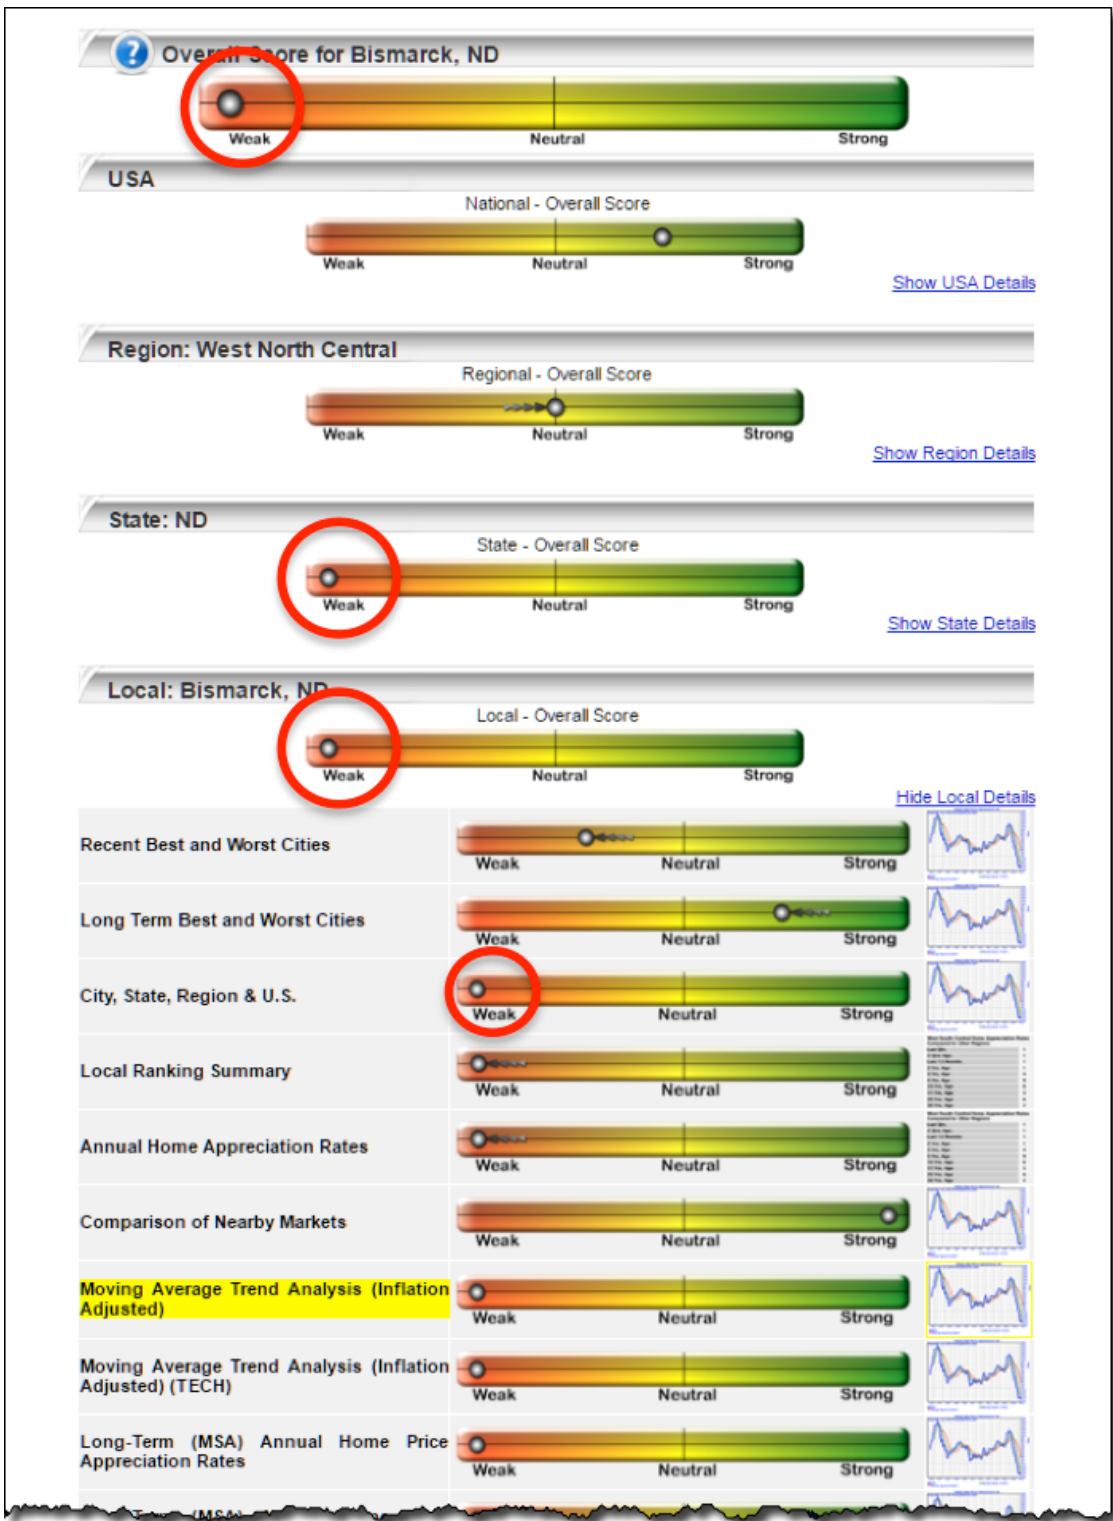 ? Overall Score for Bismarck, ND
Weak Neutral Strong
USA
National - Overall Score
Weak Neutral Strong
Show USA Details
Region: West North Central
Regional - Overall Score
Weak Neutral Strong
Show Region Details
State: ND
State - Overall Score
Weak Neutral Strong
Show State Details
Local: Bismarck, ND
Local - Overall Score
Weak Neutral Strong
Hide Local Details
Recent Best and Worst Cities
Weak Neutral Strong
Long Term Best and Worst Cities
Weak Neutral Strong
City, State, Region & U.S.
Weak Neutral Strong
Local Ranking Summary
Weak Neutral Strong
Annual Home Appreciation Rates
Weak Neutral Strong
Comparison of Nearby Markets
Weak Neutral Strong
Moving Average Trend Analysis (Inflation
Adjusted)
Weak Neutral Strong
Moving Average Trend Analysis (Inflation
Adjusted) (TECH)
Weak Neutral Strong
Long-Term (MSA) Annual Home Price
Appreciation Rates
Weak Neutral Strong
(MSA)